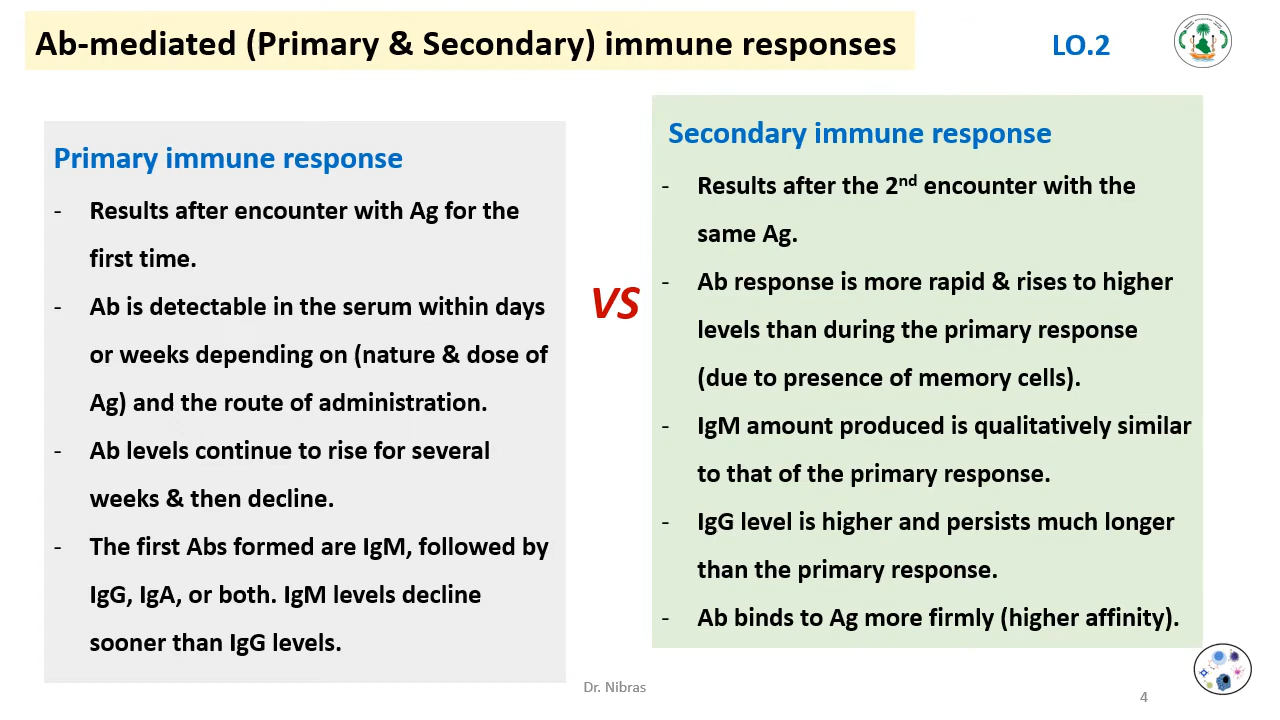 Ab-mediated (Primary & Secondary) immune responses
LO.2
Primary immune response
- Results after encounter with Ag for the
first time.
- Ab is detectable in the serum within days
or weeks depending on (nature & dose of
Ag) and the route of administration.
- Ab levels continue to rise for several
weeks & then decline.
- The first Abs formed are IgM, followed by
IgG, IgA, or both. IgM levels decline
sooner than IgG levels.
VS
Secondary immune response
- Results after the 2nd encounter with the
same Ag.
- Ab response is more rapid & rises to higher
levels than during the primary response
(due to presence of memory cells).
- IgM amount produced is qualitatively similar
to that of the primary response.
- IgG level is higher and persists much longer
than the primary response.
- Ab binds to Ag more firmly (higher affinity).
Dr. Nibras
4